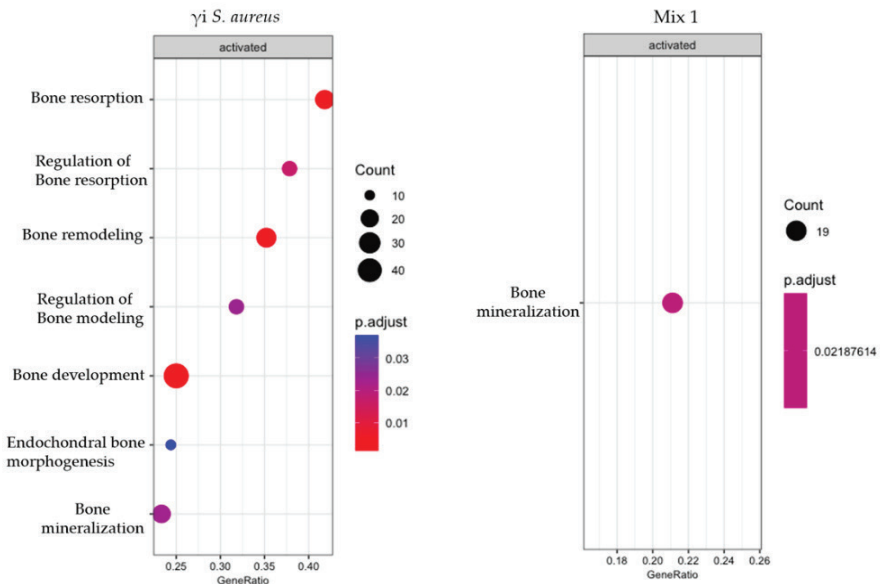 γi S. aureus
activated
Bone resorption
Regulation of
Bone resorption
Bone remodeling
Regulation of
Bone modeling
Bone development
Endochondral bone
morphogenesis
Bone
mineralization
0.25 0.30 0.35 0.40
GeneRatio
Count
10
20
30
40
p.adjust
0.03
0.02
0.01
Mix 1
activated
Bone
mineralization
0.18 0.20 0.22 0.24 0.26
GeneRatio
Count
19
p.adjust
0.02187614